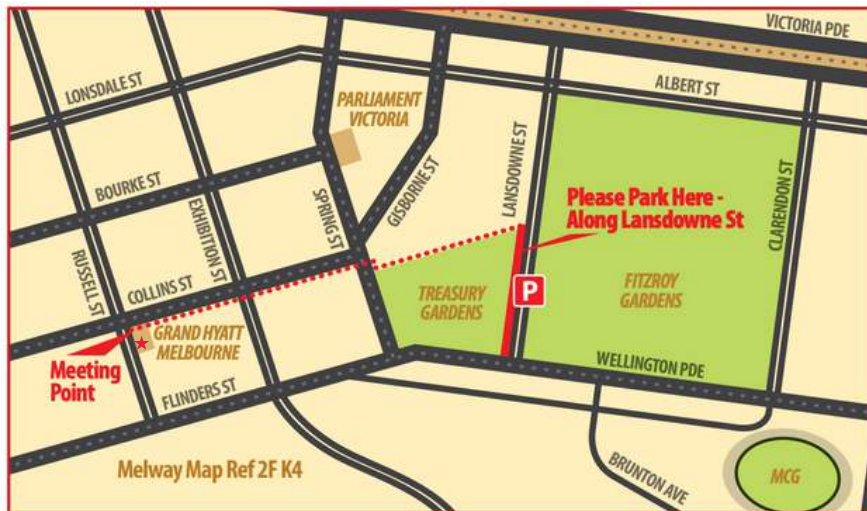 VICTORIA PDE
LONSDALE ST
ALBERT ST
PARLIAMENT
VICTORIA
BOURKE ST
EXHIBITION ST
SPRING ST
GISBORNE ST
LANSDOWNE ST
Please Park Here -
Along Lansdowne St
CLARENDON ST
RUSSELL ST
COLLINS ST
TREASURY
GARDENS
P
FITZROY
GARDENS
GRAND HYATT
MELBOURNE
Meeting
Point
FLINDERS ST
WELLINGTON PDE
Melway Map Ref 2F K4
BRUNTON AVE
MCG